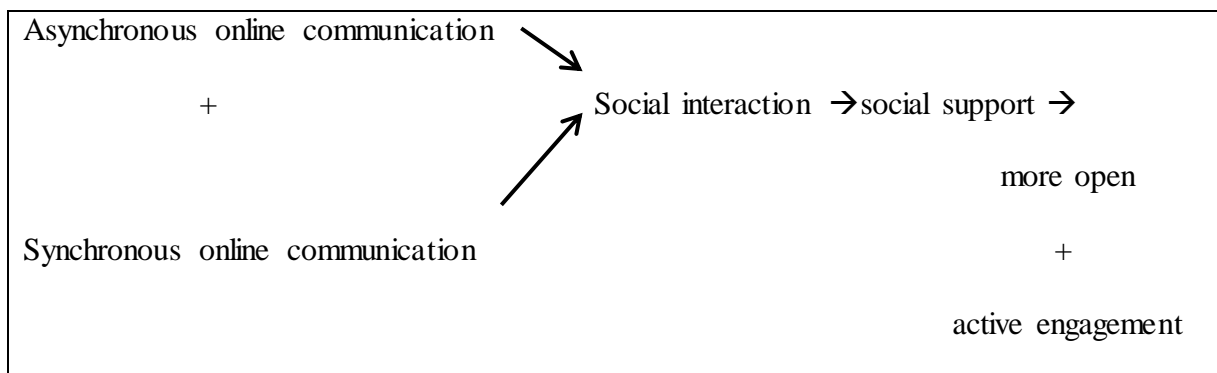 Asynchronous online communication
+ Social interaction →social support →
more open
Synchronous online communication +
active engagement